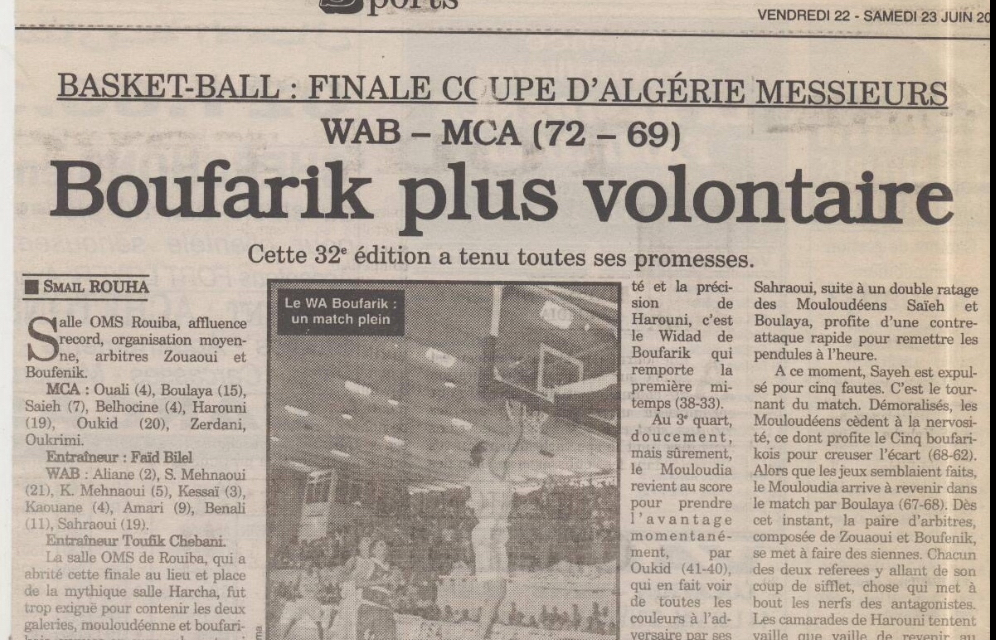 Sports
VENDREDI 22 - SAMEDI 23 JUIN 20
BASKET-BALL : FINALE COUPE D'ALGÉRIE MESSIEURS
WAB – MCA (72 – 69)
Boufarik plus volontaire
Cette 32e édition a tenu toutes ses promesses.
■ SMAIL ROUHA
Salle OMS Rouiba, affluence
record, organisation moyen-
ne, arbitres Zouaoui et
Boufenik.
MCA : Ouali (4), Boulaya (15),
Saieh (7), Belhocine (4), Harouni
(19), Oukid (20), Zerdani,
Oukrimi.
Entraîneur : Faïd Bilel
WAB : Aliane (2), S. Mehnaoui
(21), K. Mehnaoui (5), Kessaï (3),
Kaouane (4), Amari (9), Benali
(11), Sahraoui (19).
Entraîneur Toufik Chebani.
La salle OMS de Rouiba, qui a
abrité cette finale au lieu et place
de la mythique salle Harcha, fut
trop exiguë pour contenir les deux
galeries, mouloudéenne et boufari-
Le WA Boufarik :
un match plein
té et la préci-
sion de
Harouni, c'est
le Widad de
Boufarik qui
remporte la
première mi-
temps (38-33).
Au 3e quart,
doucement,
mais sûrement,
le Mouloudia
revient au score
pour prendre
l'avantage
momentané-
ment, par
Oukid (41-40),
qui en fait voir
de toutes les
couleurs à l'ad-
versaire par ses
Sahraoui, suite à un double ratage
des Mouloudéens Saïeh et
Boulaya, profite d'une contre-
attaque rapide pour remettre les
pendules à l'heure.
A ce moment, Sayeh est expul-
sé pour cinq fautes. C'est le tour-
nant du match. Démoralisés, les
Mouloudéens cèdent à la nervosi-
té, ce dont profite le Cinq boufari-
kois pour creuser l'écart (68-62).
Alors que les jeux semblaient faits,
le Mouloudia arrive à revenir dans
le match par Boulaya (67-68). Dès
cet instant, la paire d'arbitres,
composée de Zouaoui et Boufenik,
se met à faire des siennes. Chacun
des deux referees y allant de son
coup de sifflet, chose qui met à
bout les nerfs des antagonistes.
Les camarades de Harouni tentent
vaille que vaille de revenir au